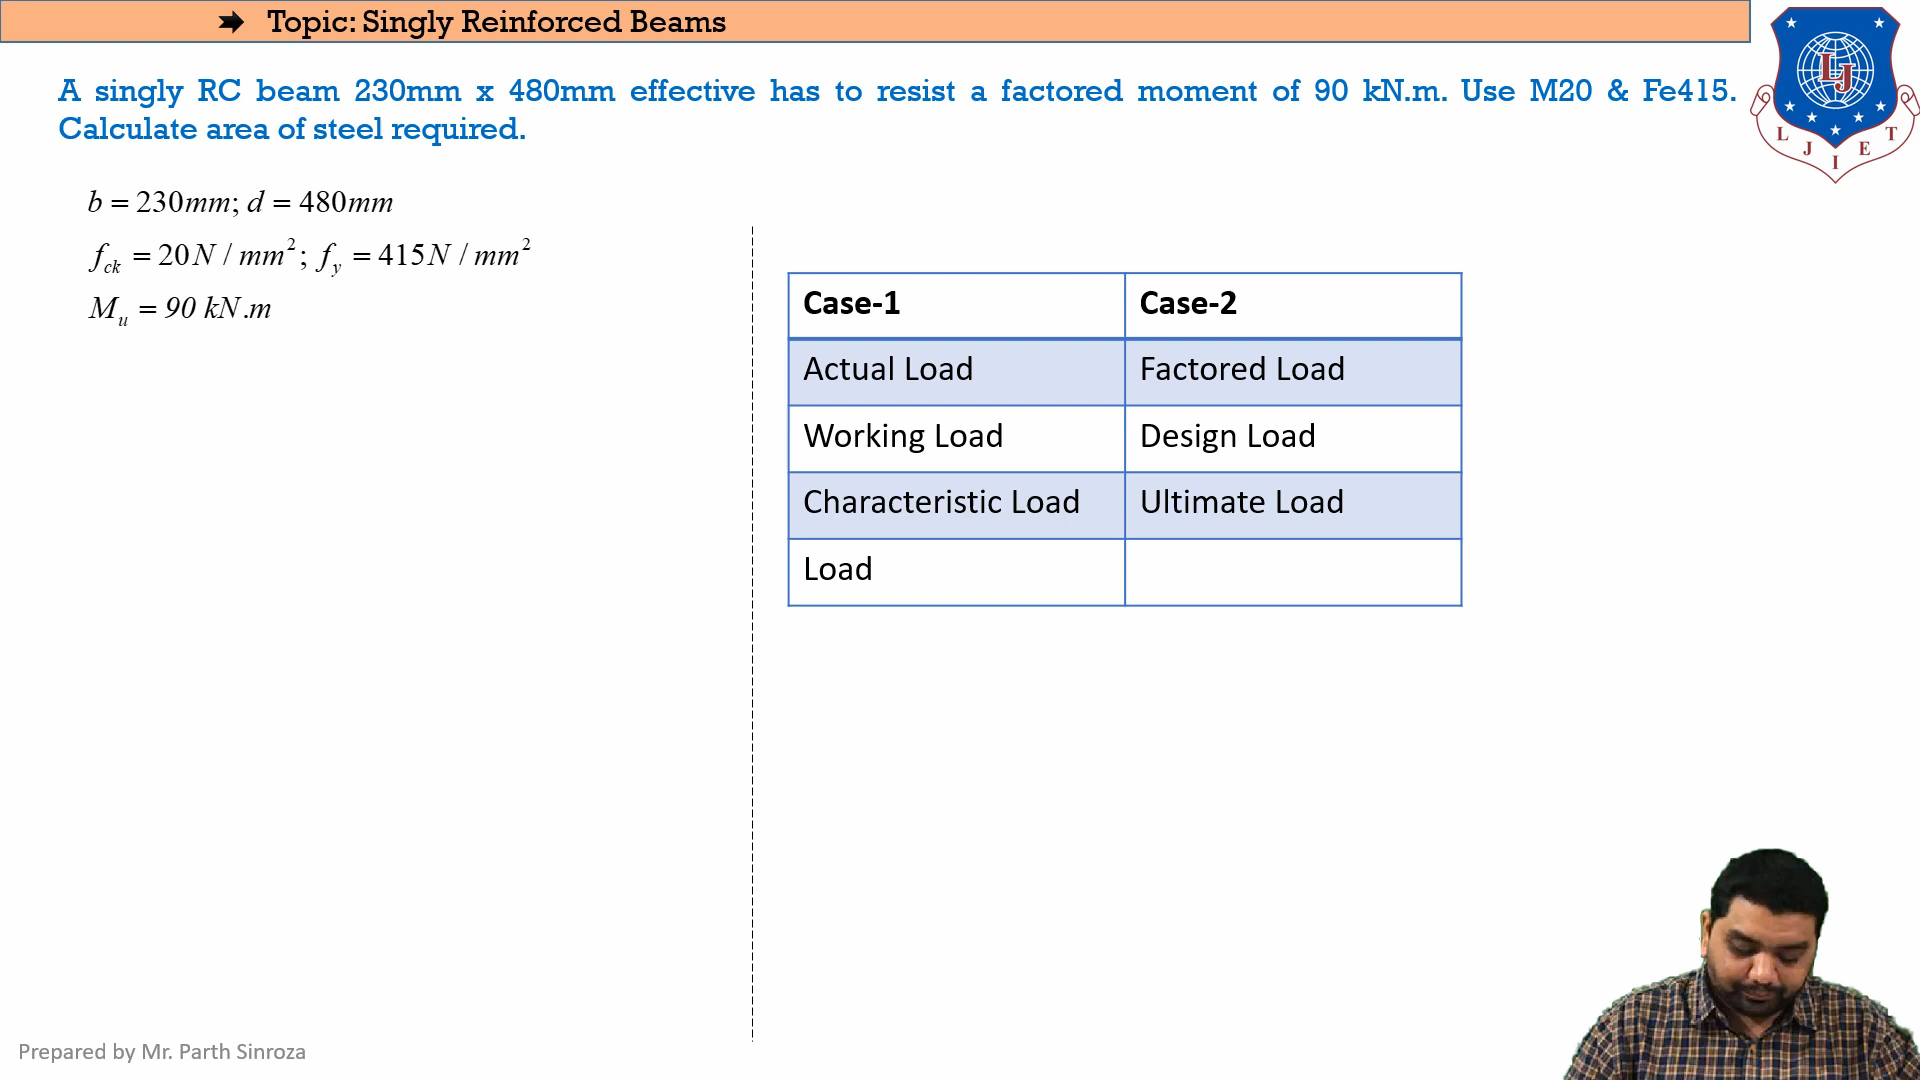 Topic: Singly Reinforced Beams
A singly RC beam 230mm x 480mm effective has to resist a factored moment of 90 kN.m. Use M20 & Fe415.
Calculate area of steel required.
b = 230mm; d = 480mm
f_ck = 20N / mm²; f_y = 415N / mm²
M_u = 90 kN.m
Case-1 Case-2
Actual Load Factored Load
Working Load Design Load
Characteristic Load Ultimate Load
Load
LJ
L J I E T
Prepared by Mr. Parth Sinroza